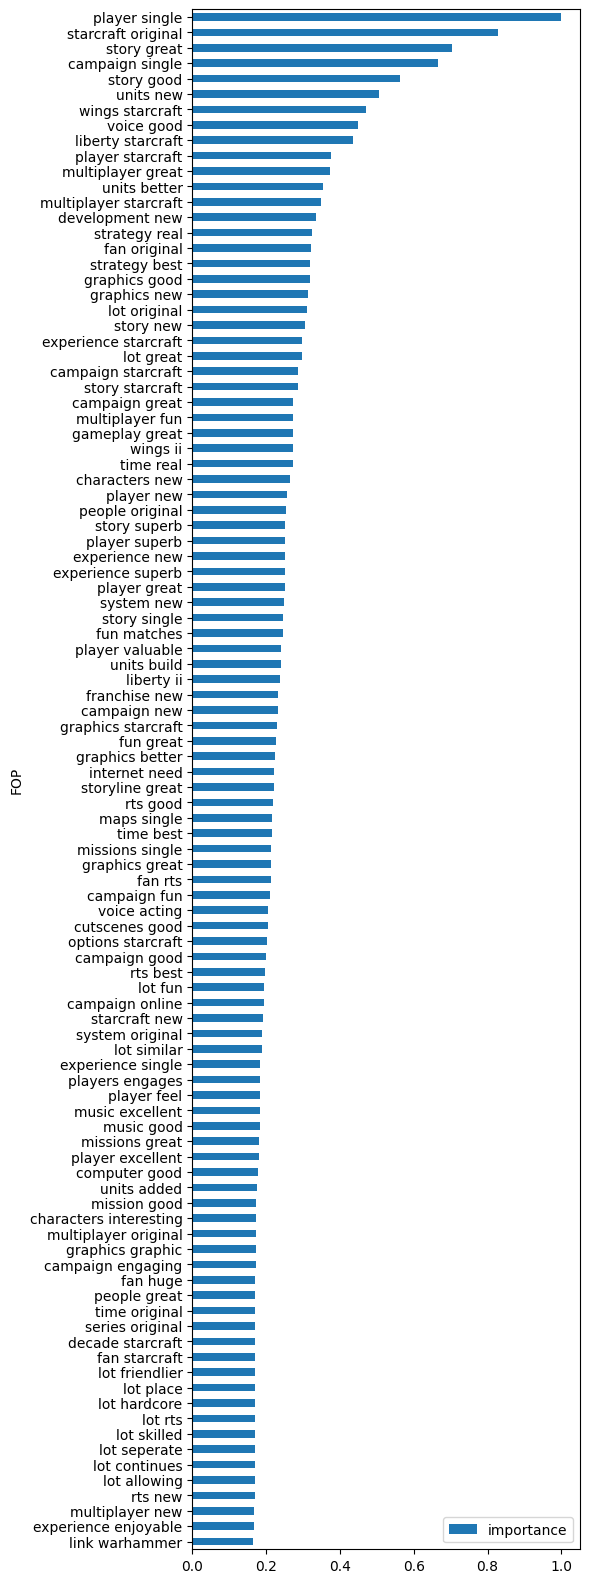 player single
starcraft original
story great
campaign single
story good
units new
wings starcraft
voice good
liberty starcraft
player starcraft
multiplayer great
units better
multiplayer starcraft
development new
strategy real
fan original
strategy best
graphics good
graphics new
lot original
story new
experience starcraft
lot great
campaign starcraft
story starcraft
campaign great
multiplayer fun
gameplay great
wings ii
time real
characters new
player new
people original
story superb
player superb
experience new
experience superb
player great
system new
story single
fun matches
player valuable
units build
liberty ii
franchise new
campaign new
graphics starcraft
fun great
graphics better
internet need
storyline great
rts good
maps single
time best
missions single
graphics great
fan rts
campaign fun
voice acting
cutscenes good
options starcraft
campaign good
rts best
lot fun
campaign online
starcraft new
system original
lot similar
experience single
players engages
player feel
music excellent
music good
missions great
player excellent
computer good
units added
mission good
characters interesting
multiplayer original
graphics graphic
campaign engaging
fan huge
people great
time original
series original
decade starcraft
fan starcraft
lot friendlier
lot place
lot hardcore
lot rts
lot skilled
lot seperate
lot continues
lot allowing
rts new
multiplayer new
experience enjoyable
link warhammer
FOP
importance
0.0 0.2 0.4 0.6 0.8 1.0